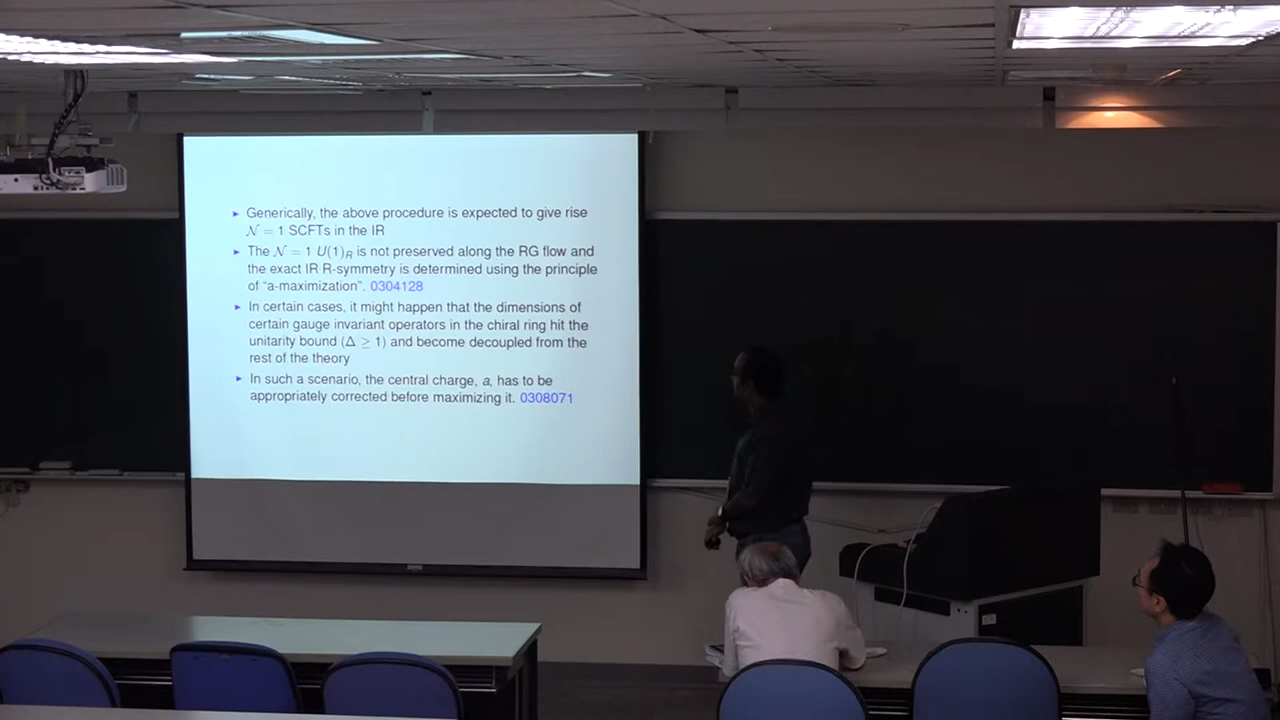 ► Generically, the above procedure is expected to give rise
𝒩 = 1 SCFTs in the IR
► The 𝒩 = 1 U(1)_R is not preserved along the RG flow and
the exact IR R-symmetry is determined using the principle
of “a-maximization”. 0304128
► In certain cases, it might happen that the dimensions of
certain gauge invariant operators in the chiral ring hit the
unitarity bound (Δ ≥ 1) and become decoupled from the
rest of the theory
► In such a scenario, the central charge, a, has to be
appropriately corrected before maximizing it. 0308071